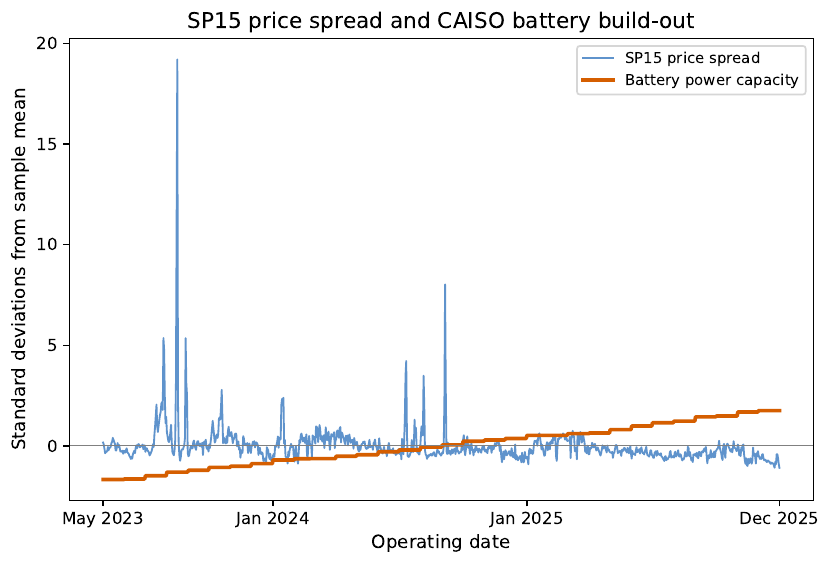 SP15 price spread and CAISO battery build-out
SP15 price spread
Battery power capacity
Standard deviations from sample mean
20
15
10
5
0
May 2023
Jan 2024
Jan 2025
Dec 2025
Operating date